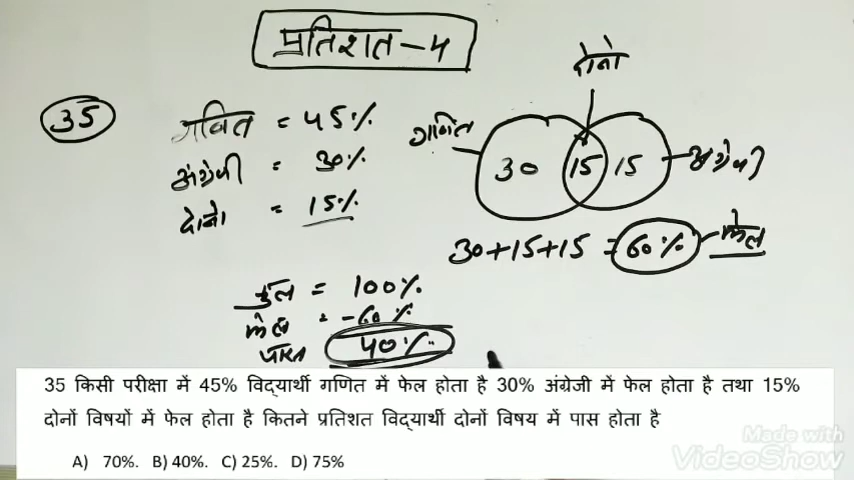 प्रतिशत-4
35
गणित = 45%
अंग्रेजी = 30%
दोनो = 15%
दोनो
गणित
30 15 15
अंग्रेजी
30+15+15 = 60% फेल
कुल = 100%
फेल = -60%
पास 40%
35 किसी परीक्षा में 45% विद्यार्थी गणित में फेल होता है 30% अंग्रेजी में फेल होता है तथा 15%
दोनों विषयों में फेल होता है कितने प्रतिशत विद्यार्थी दोनों विषय में पास होता है
A) 70%. B) 40%. C) 25%. D) 75%
Made with
VideoShow